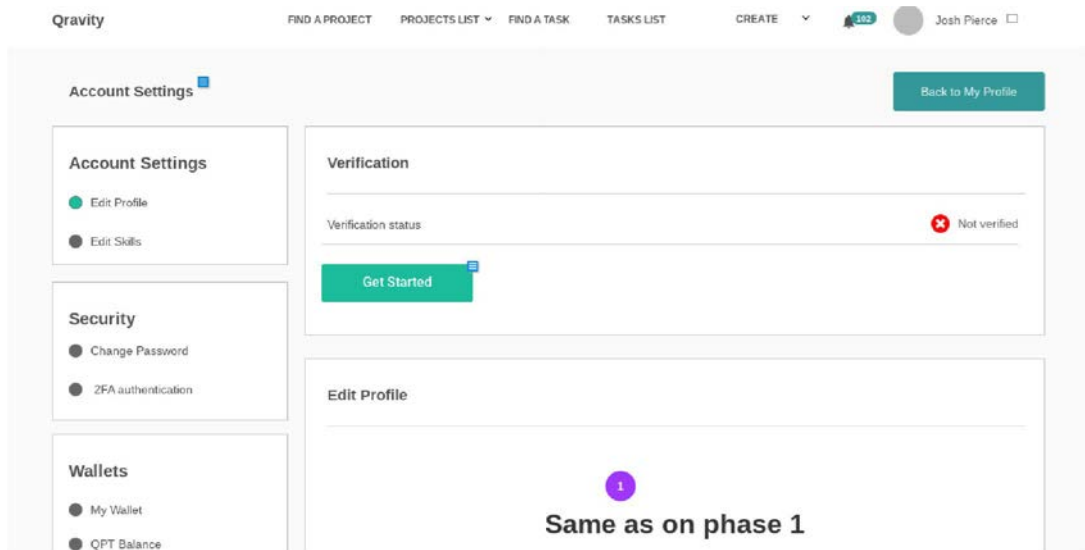 Qravity FIND A PROJECT PROJECTS LIST FIND A TASK TASKS LIST CREATE 102 Josh Pierce
Account Settings Back to My Profile
Account Settings
Edit Profile
Edit Skills
Security
Change Password
2FA authentication
Wallets
My Wallet
QPT Balance
Verification
Verification status Not verified
Get Started
Edit Profile
1
Same as on phase 1